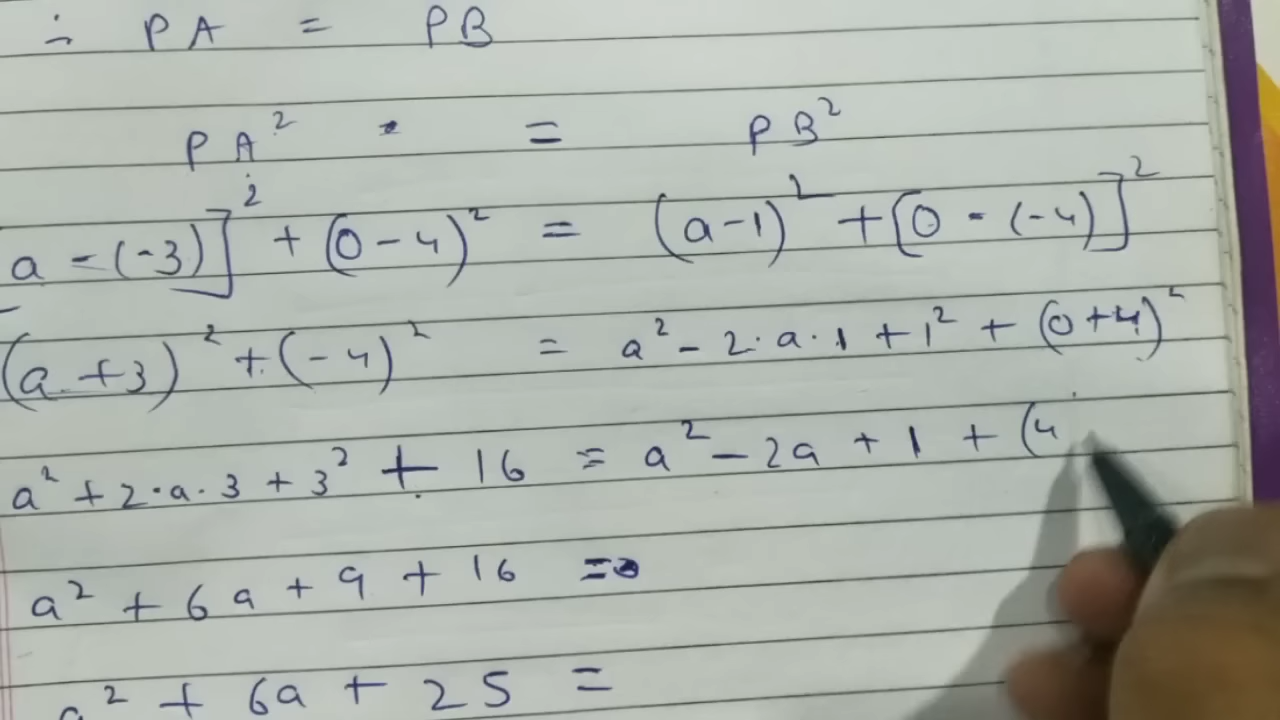 ∴ PA = PB
PA² = PB²
a - (-3)]² + (0 - 4)² = (a - 1)² + [0 - (-4)]²
(a + 3)² + (-4)² = a² - 2·a·1 + 1² + (0 + 4)²
a² + 2·a·3 + 3² + 16 = a² - 2a + 1 + (4
a² + 6a + 9 + 16 =
a² + 6a + 25 =